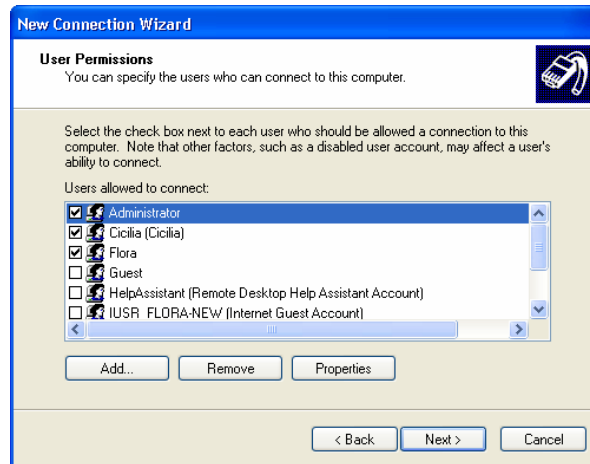 New Connection Wizard
User Permissions
You can specify the users who can connect to this computer.
Select the check box next to each user who should be allowed a connection to this
computer. Note that other factors, such as a disabled user account, may affect a user's
ability to connect.
Users allowed to connect:
Administrator
Cicilia (Cicilia)
Flora
Guest
HelpAssistant (Remote Desktop Help Assistant Account)
IUSR_FLORA-NEW (Internet Guest Account)
Add... Remove Properties
< Back Next > Cancel